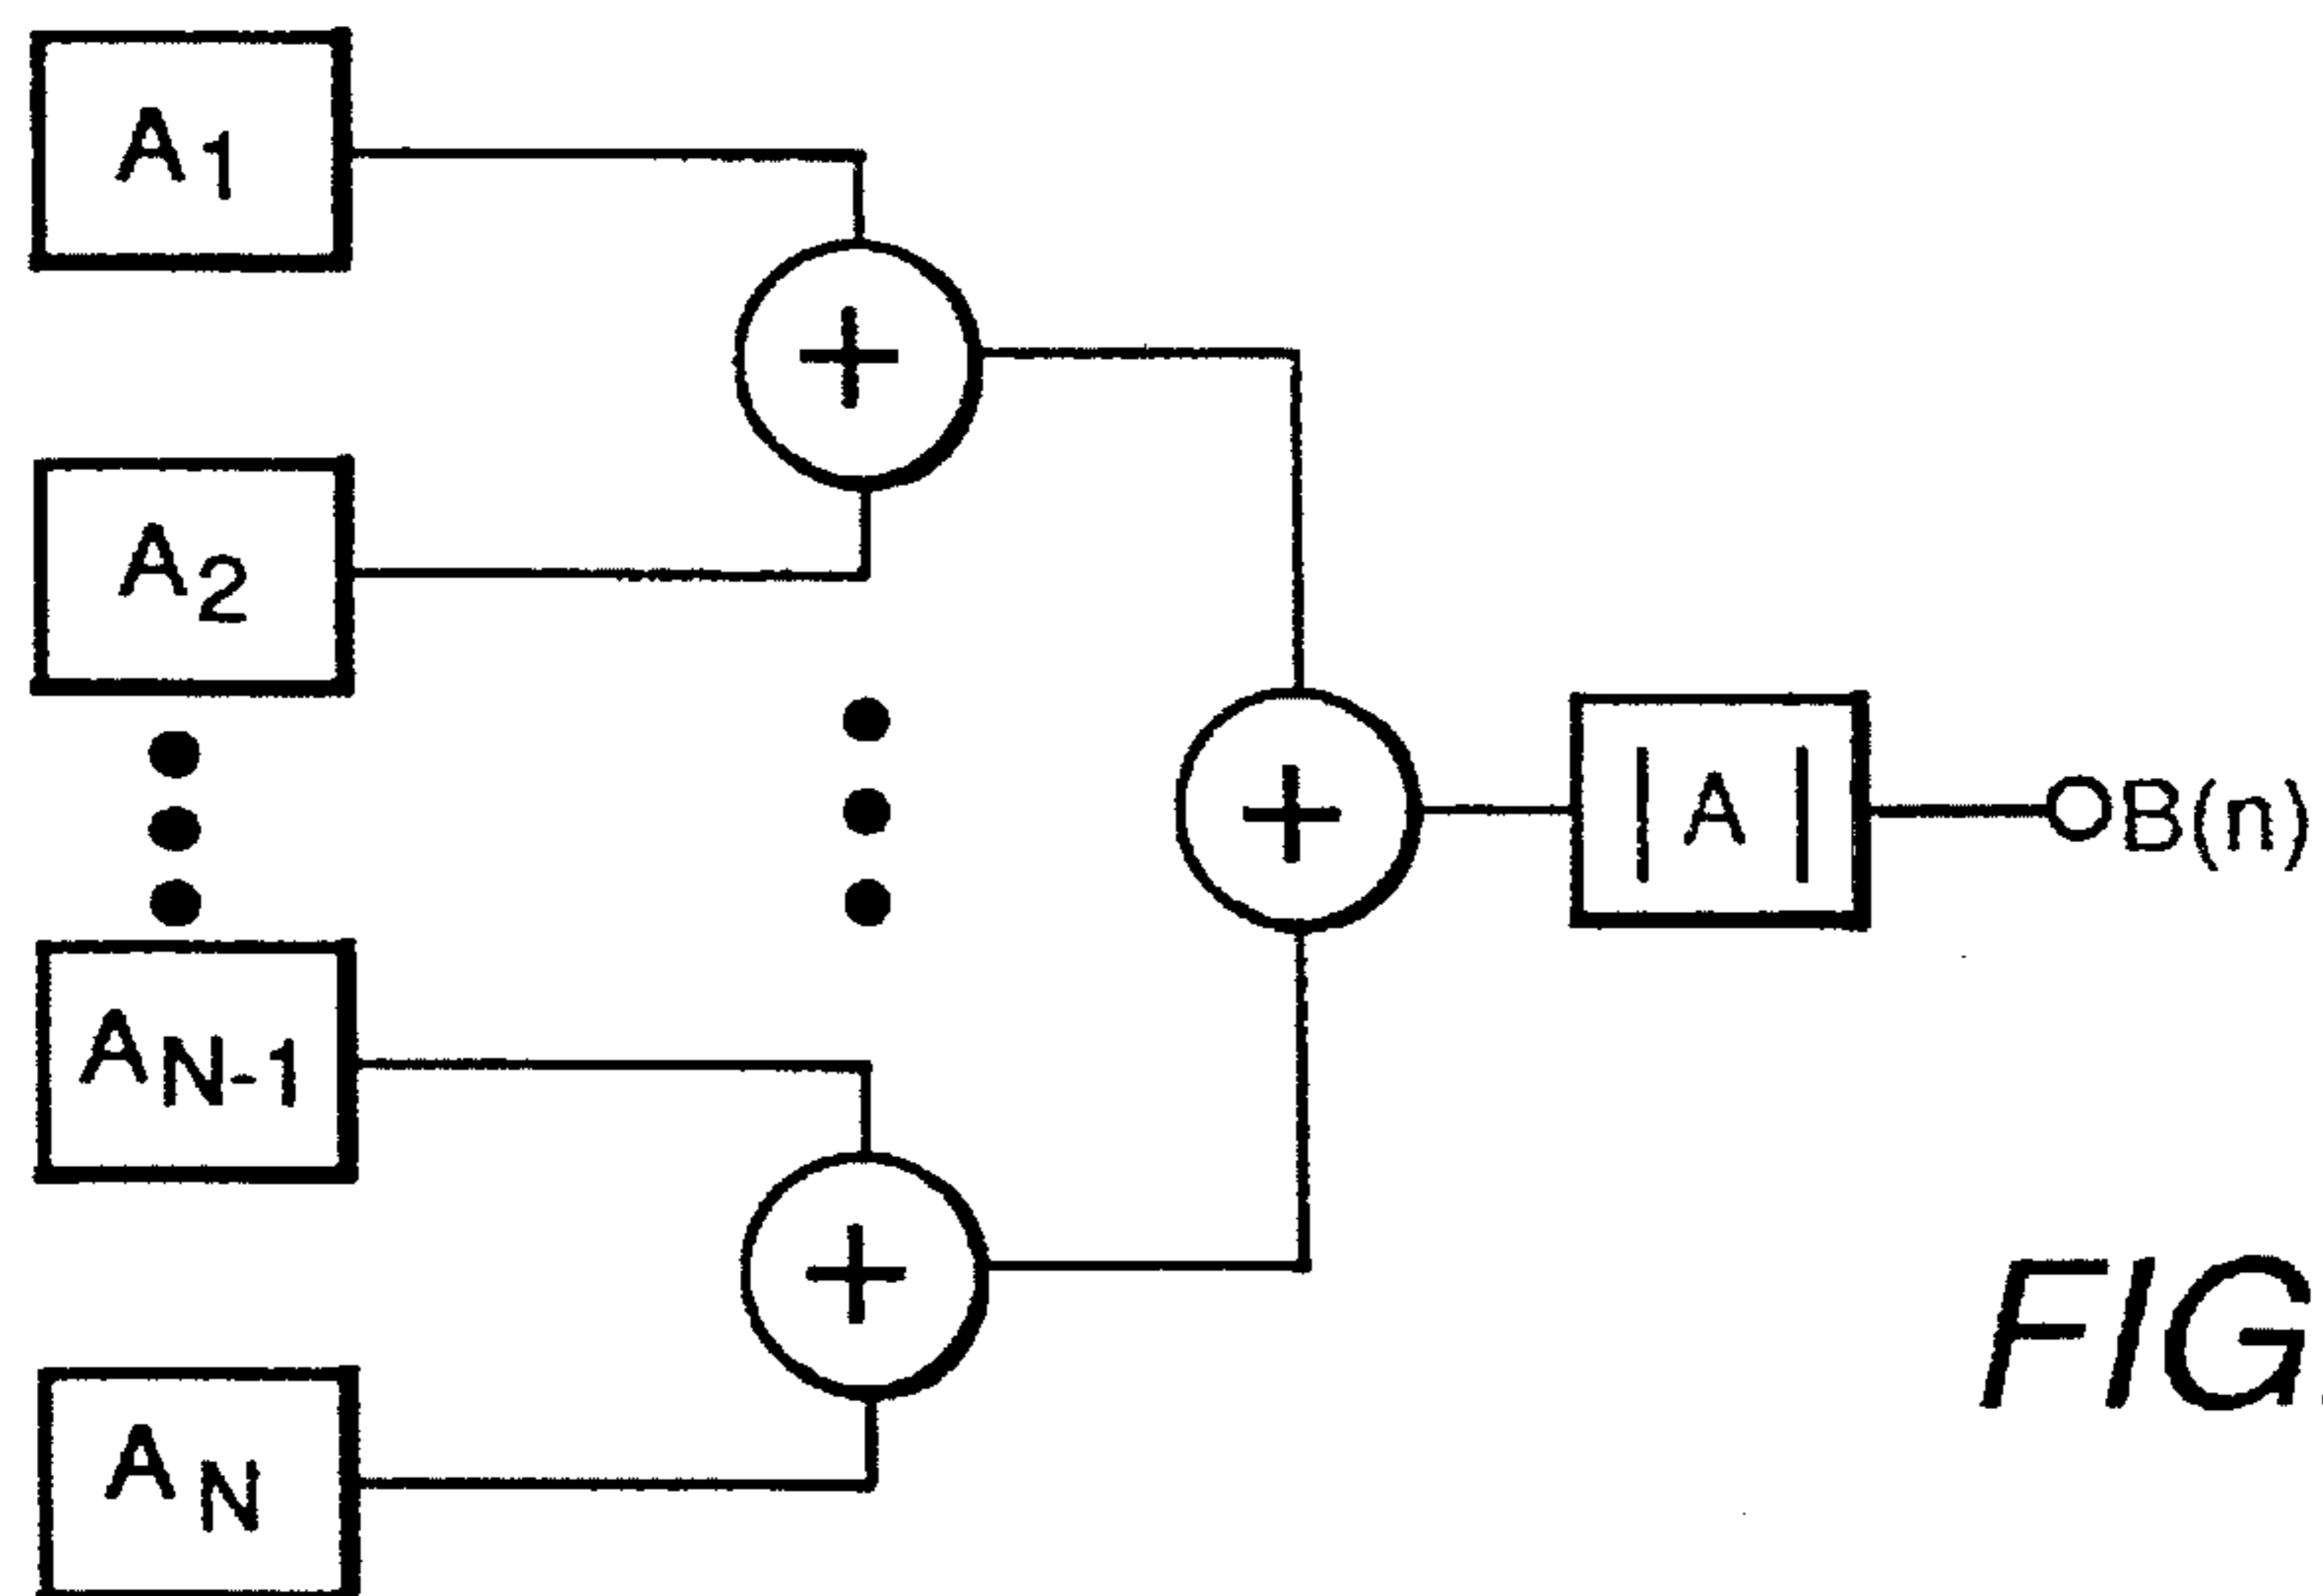 A1
+
A2
+
| A |
B(n)
AN-1
+
AN
FIG.